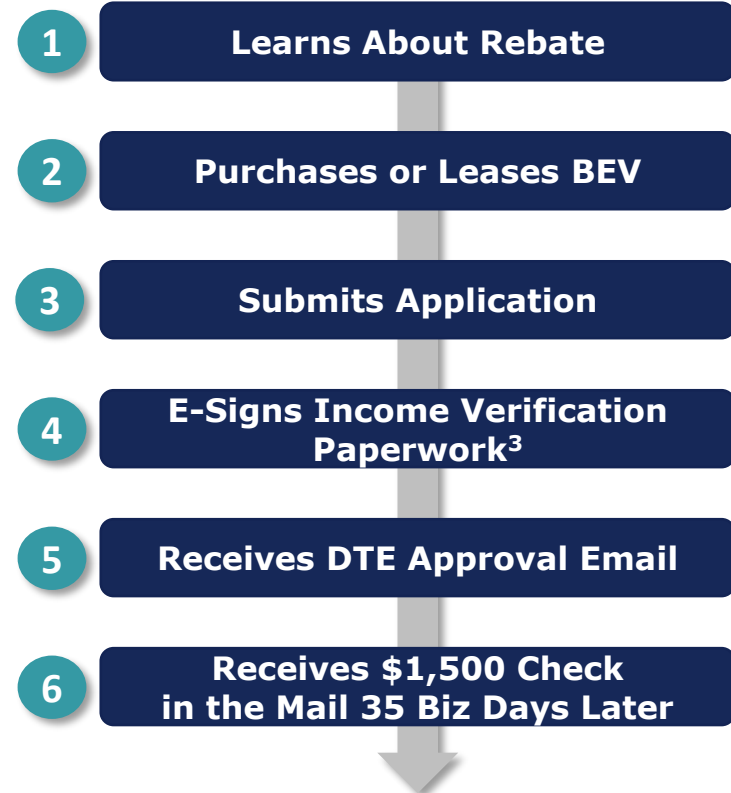 1
Learns About Rebate
2
Purchases or Leases BEV
3
Submits Application
4
E-Signs Income Verification
Paperwork³
5
Receives DTE Approval Email
6
Receives $1,500 Check
in the Mail 35 Biz Days Later